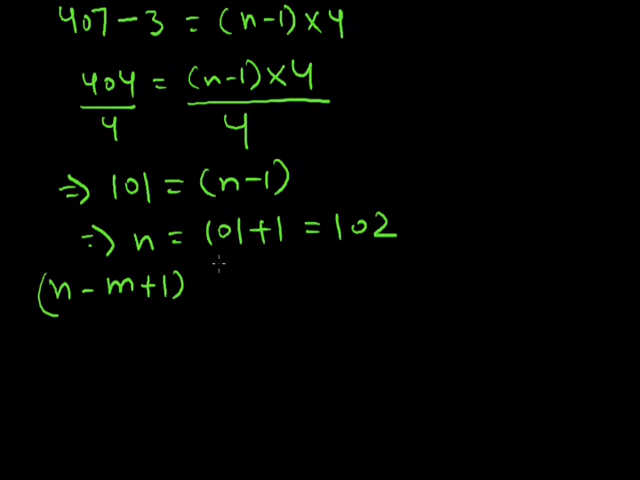 407 - 3 = (n-1) × 4
404/4 = (n-1) × 4/4
⇒ 101 = (n-1)
⇒ n = 101 + 1 = 102
(n - m + 1)